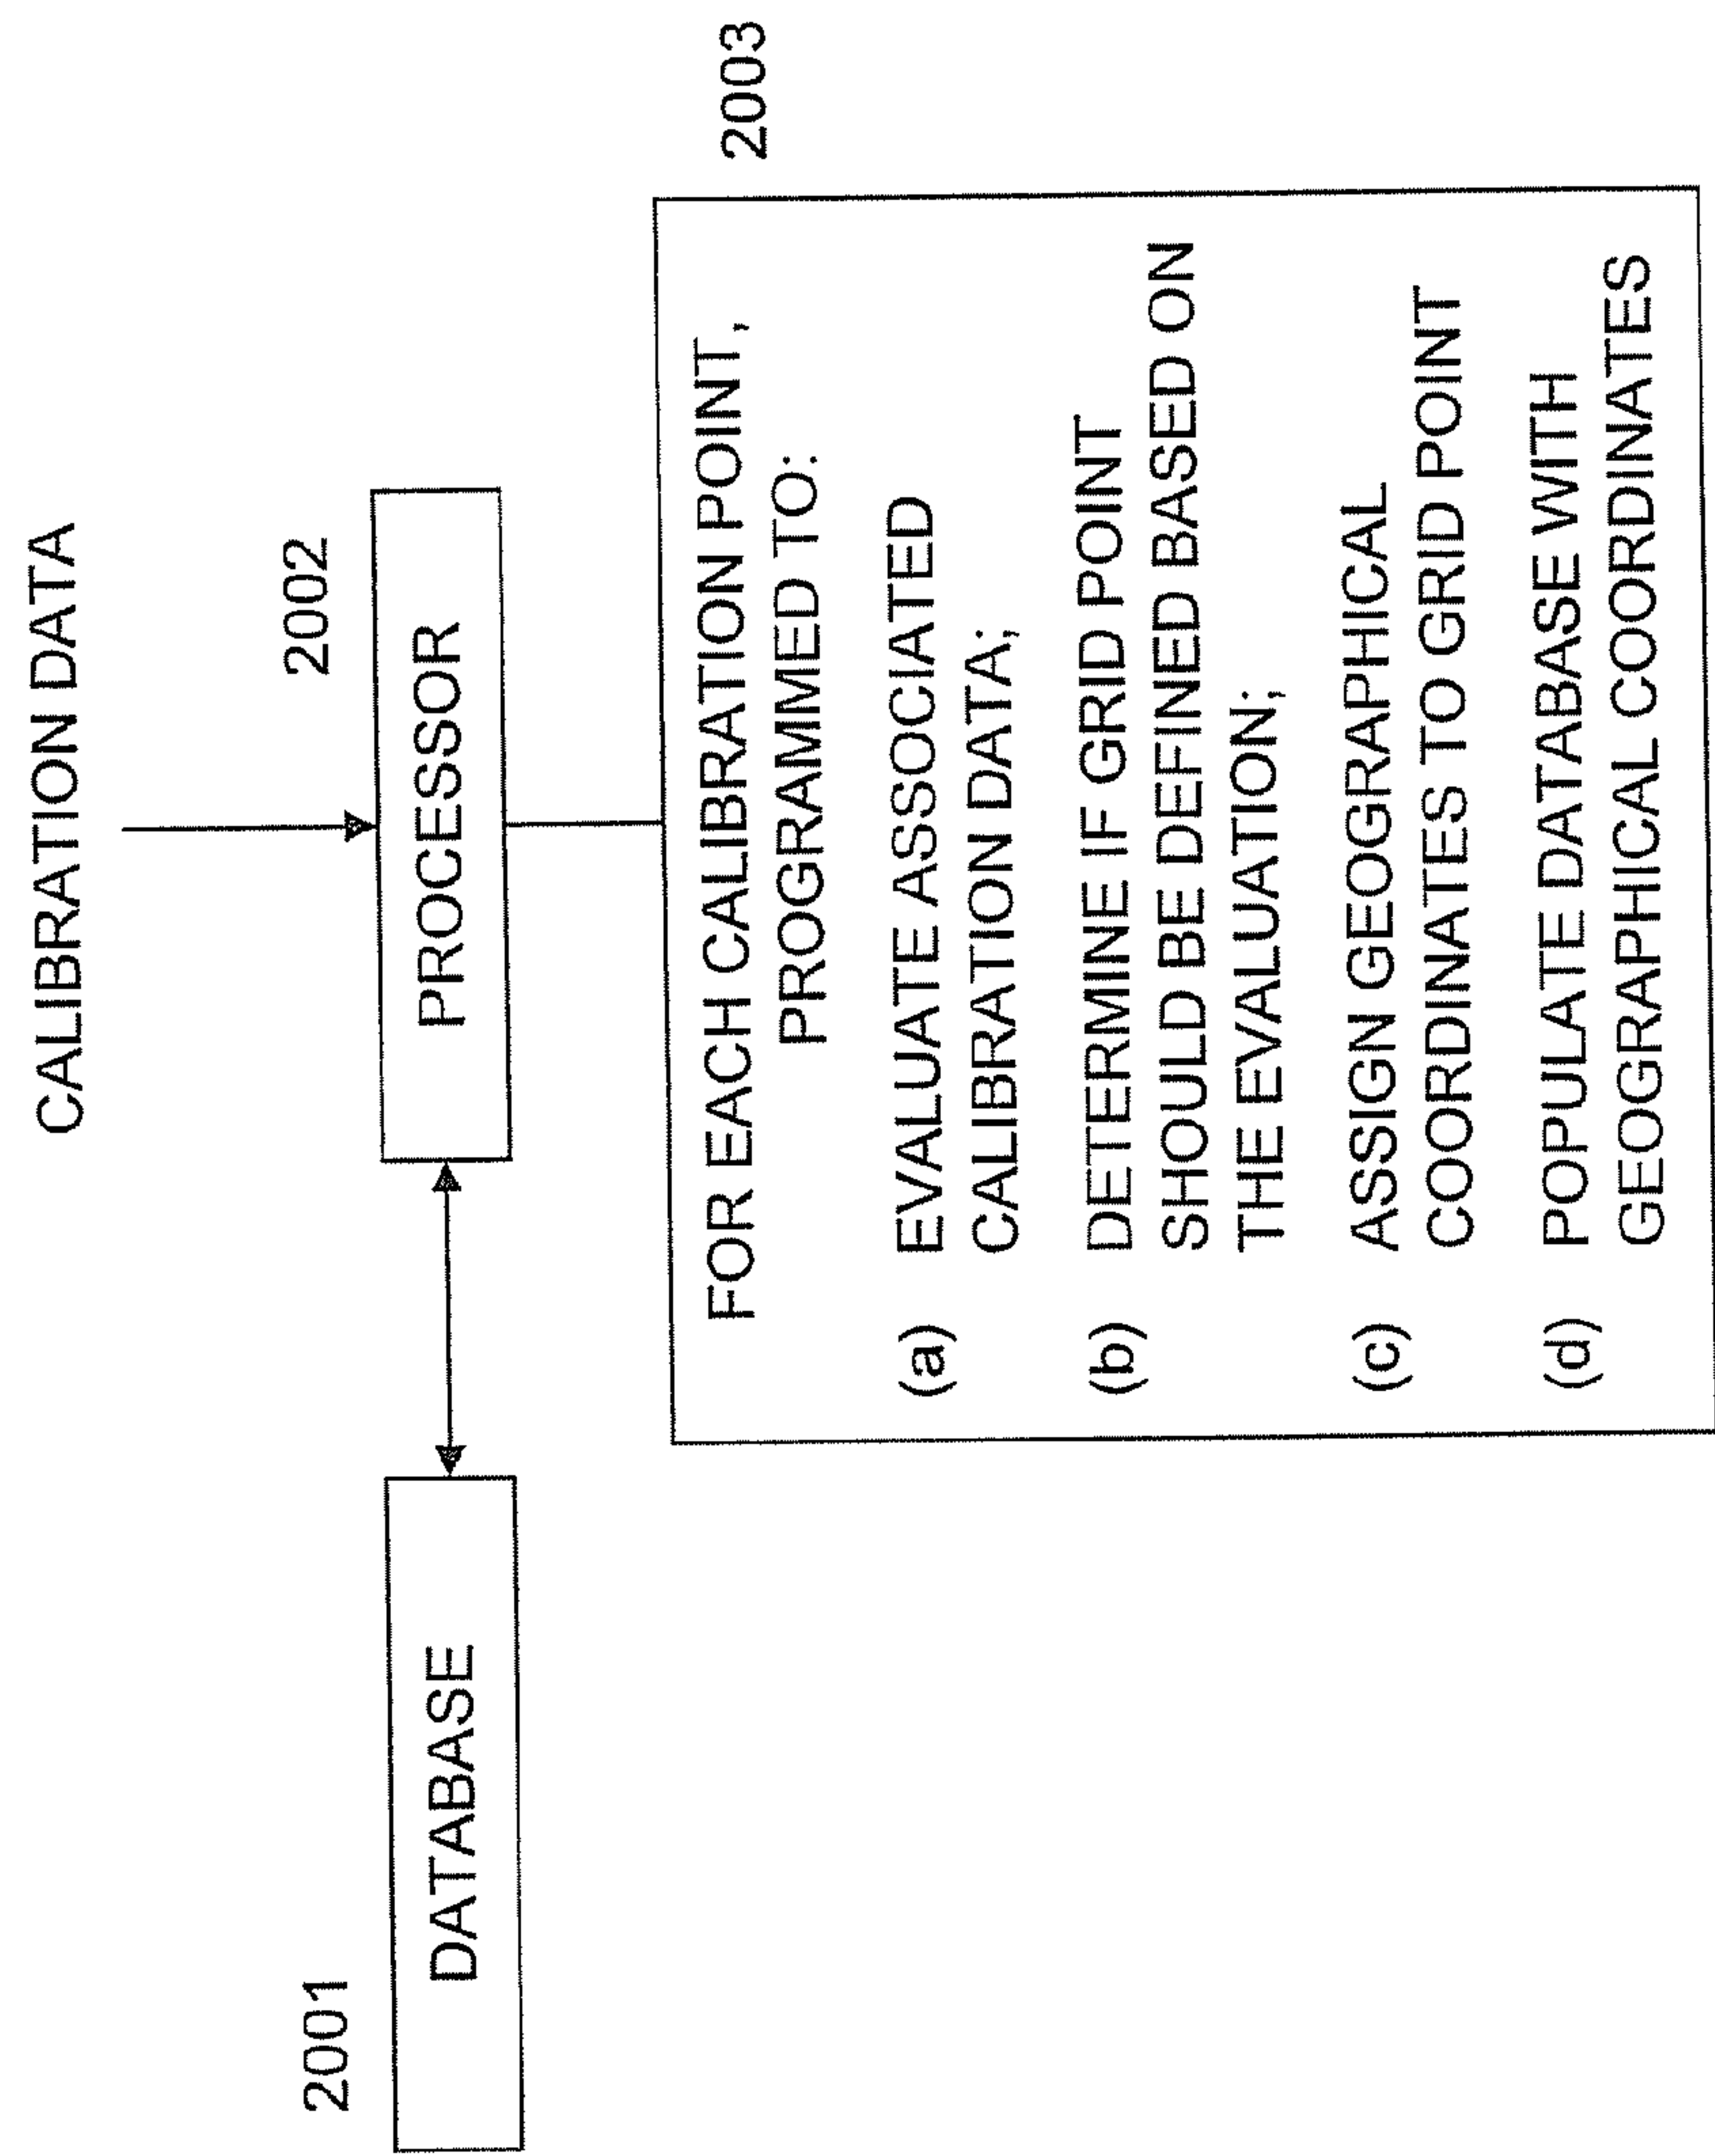 CALIBRATION DATA
2001
DATABASE
2002
PROCESSOR
2003
FOR EACH CALIBRATION POINT,
PROGRAMMED TO:
(a) EVALUATE ASSOCIATED
CALIBRATION DATA;
(b) DETERMINE IF GRID POINT
SHOULD BE DEFINED BASED ON
THE EVALUATION;
(c) ASSIGN GEOGRAPHICAL
COORDINATES TO GRID POINT
(d) POPULATE DATABASE WITH
GEOGRAPHICAL COORDINATES